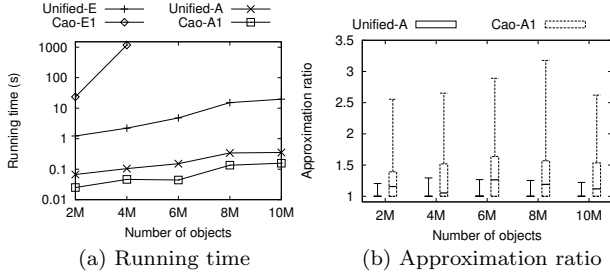 Unified-E Unified-A
Cao-E1 Cao-A1
Running time (s)
1000
100
10
1
0.1
0.01
2M 4M 6M 8M 10M
Number of objects
(a) Running time
Unified-A Cao-A1
Approximation ratio
3.5
3
2.5
2
1.5
1
2M 4M 6M 8M 10M
Number of objects
(b) Approximation ratio